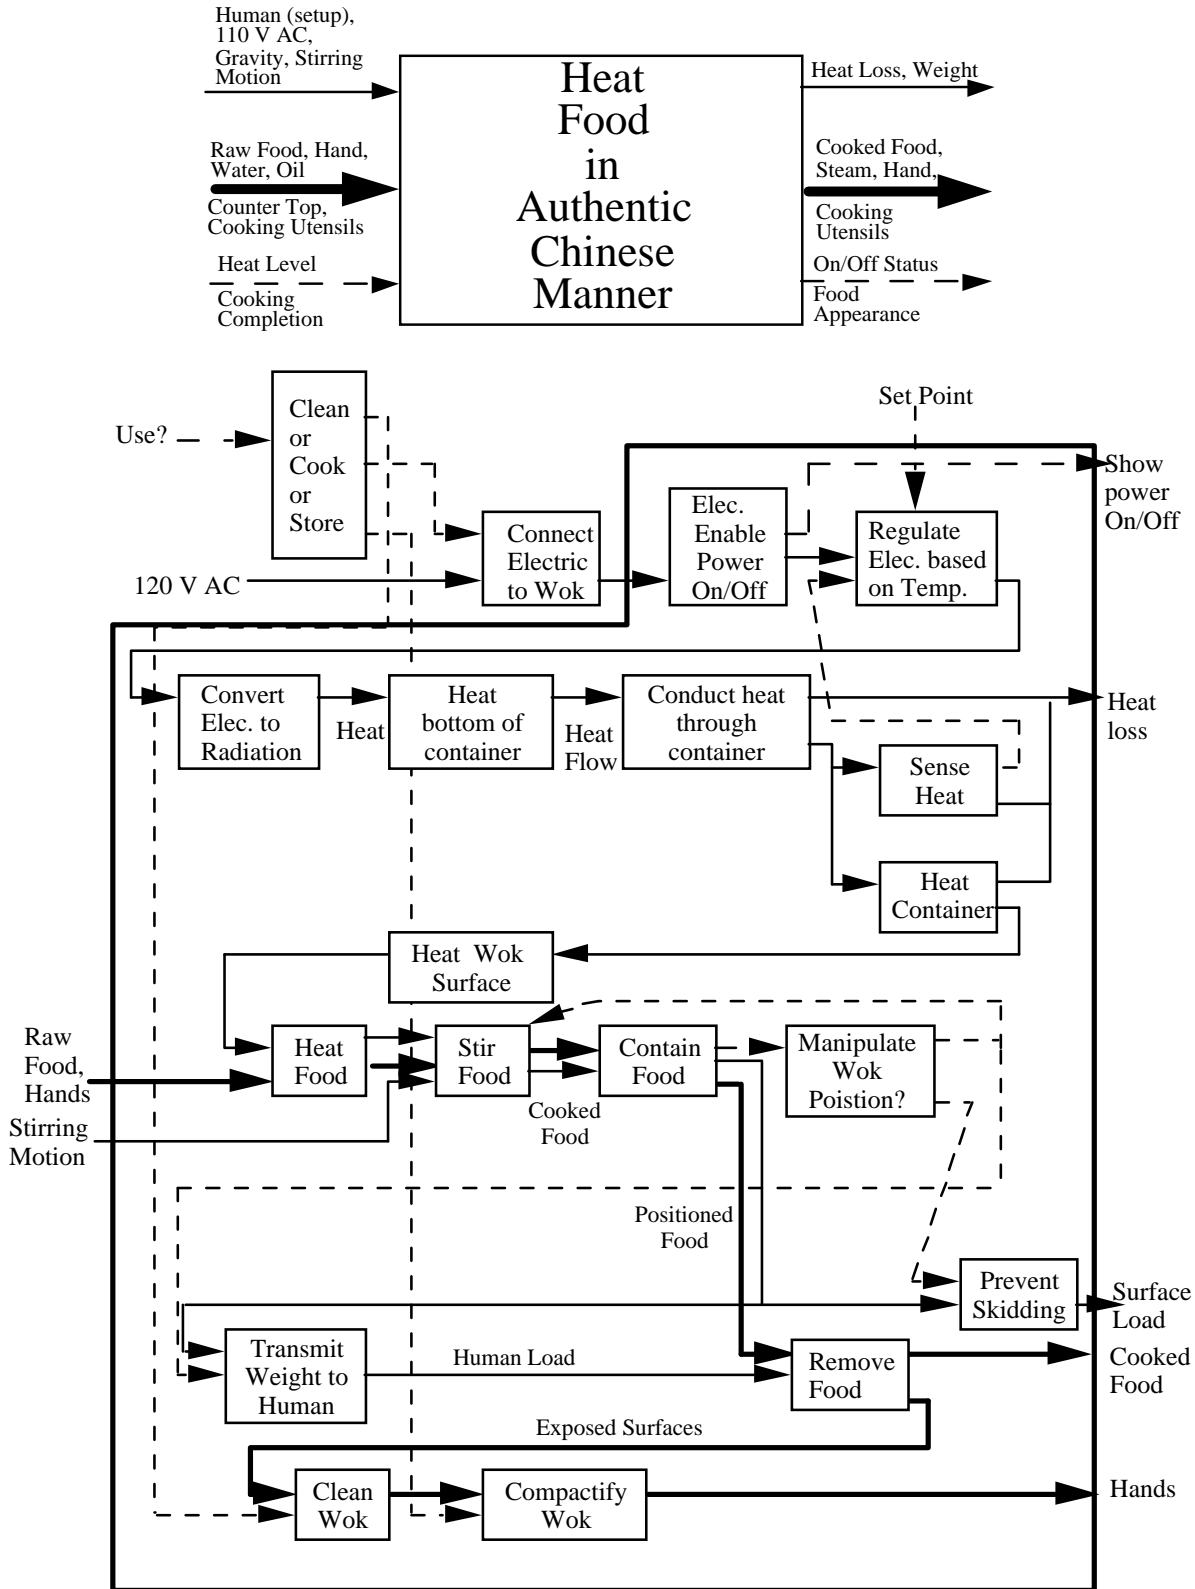 Human (setup),
110 V AC,
Gravity, Stirring
Motion
Raw Food, Hand,
Water, Oil
Counter Top,
Cooking Utensils
Heat Level
Cooking
Completion
Heat
Food
in
Authentic
Chinese
Manner
Heat Loss, Weight
Cooked Food,
Steam, Hand,
Cooking
Utensils
On/Off Status
Food
Appearance
Use?
Clean
or
Cook
or
Store
Set Point
Show
power
On/Off
120 V AC
Connect
Electric
to Wok
Elec.
Enable
Power
On/Off
Regulate
Elec. based
on Temp.
Convert
Elec. to
Radiation
Heat
Heat
bottom of
container
Heat
Flow
Conduct heat
through
container
Heat
loss
Sense
Heat
Heat
Container
Heat Wok
Surface
Raw
Food,
Hands
Stirring
Motion
Heat
Food
Stir
Food
Cooked
Food
Contain
Food
Manipulate
Wok
Poistion?
Positioned
Food
Prevent
Skidding
Surface
Load
Transmit
Weight to
Human
Human Load
Remove
Food
Cooked
Food
Exposed Surfaces
Clean
Wok
Compactify
Wok
Hands